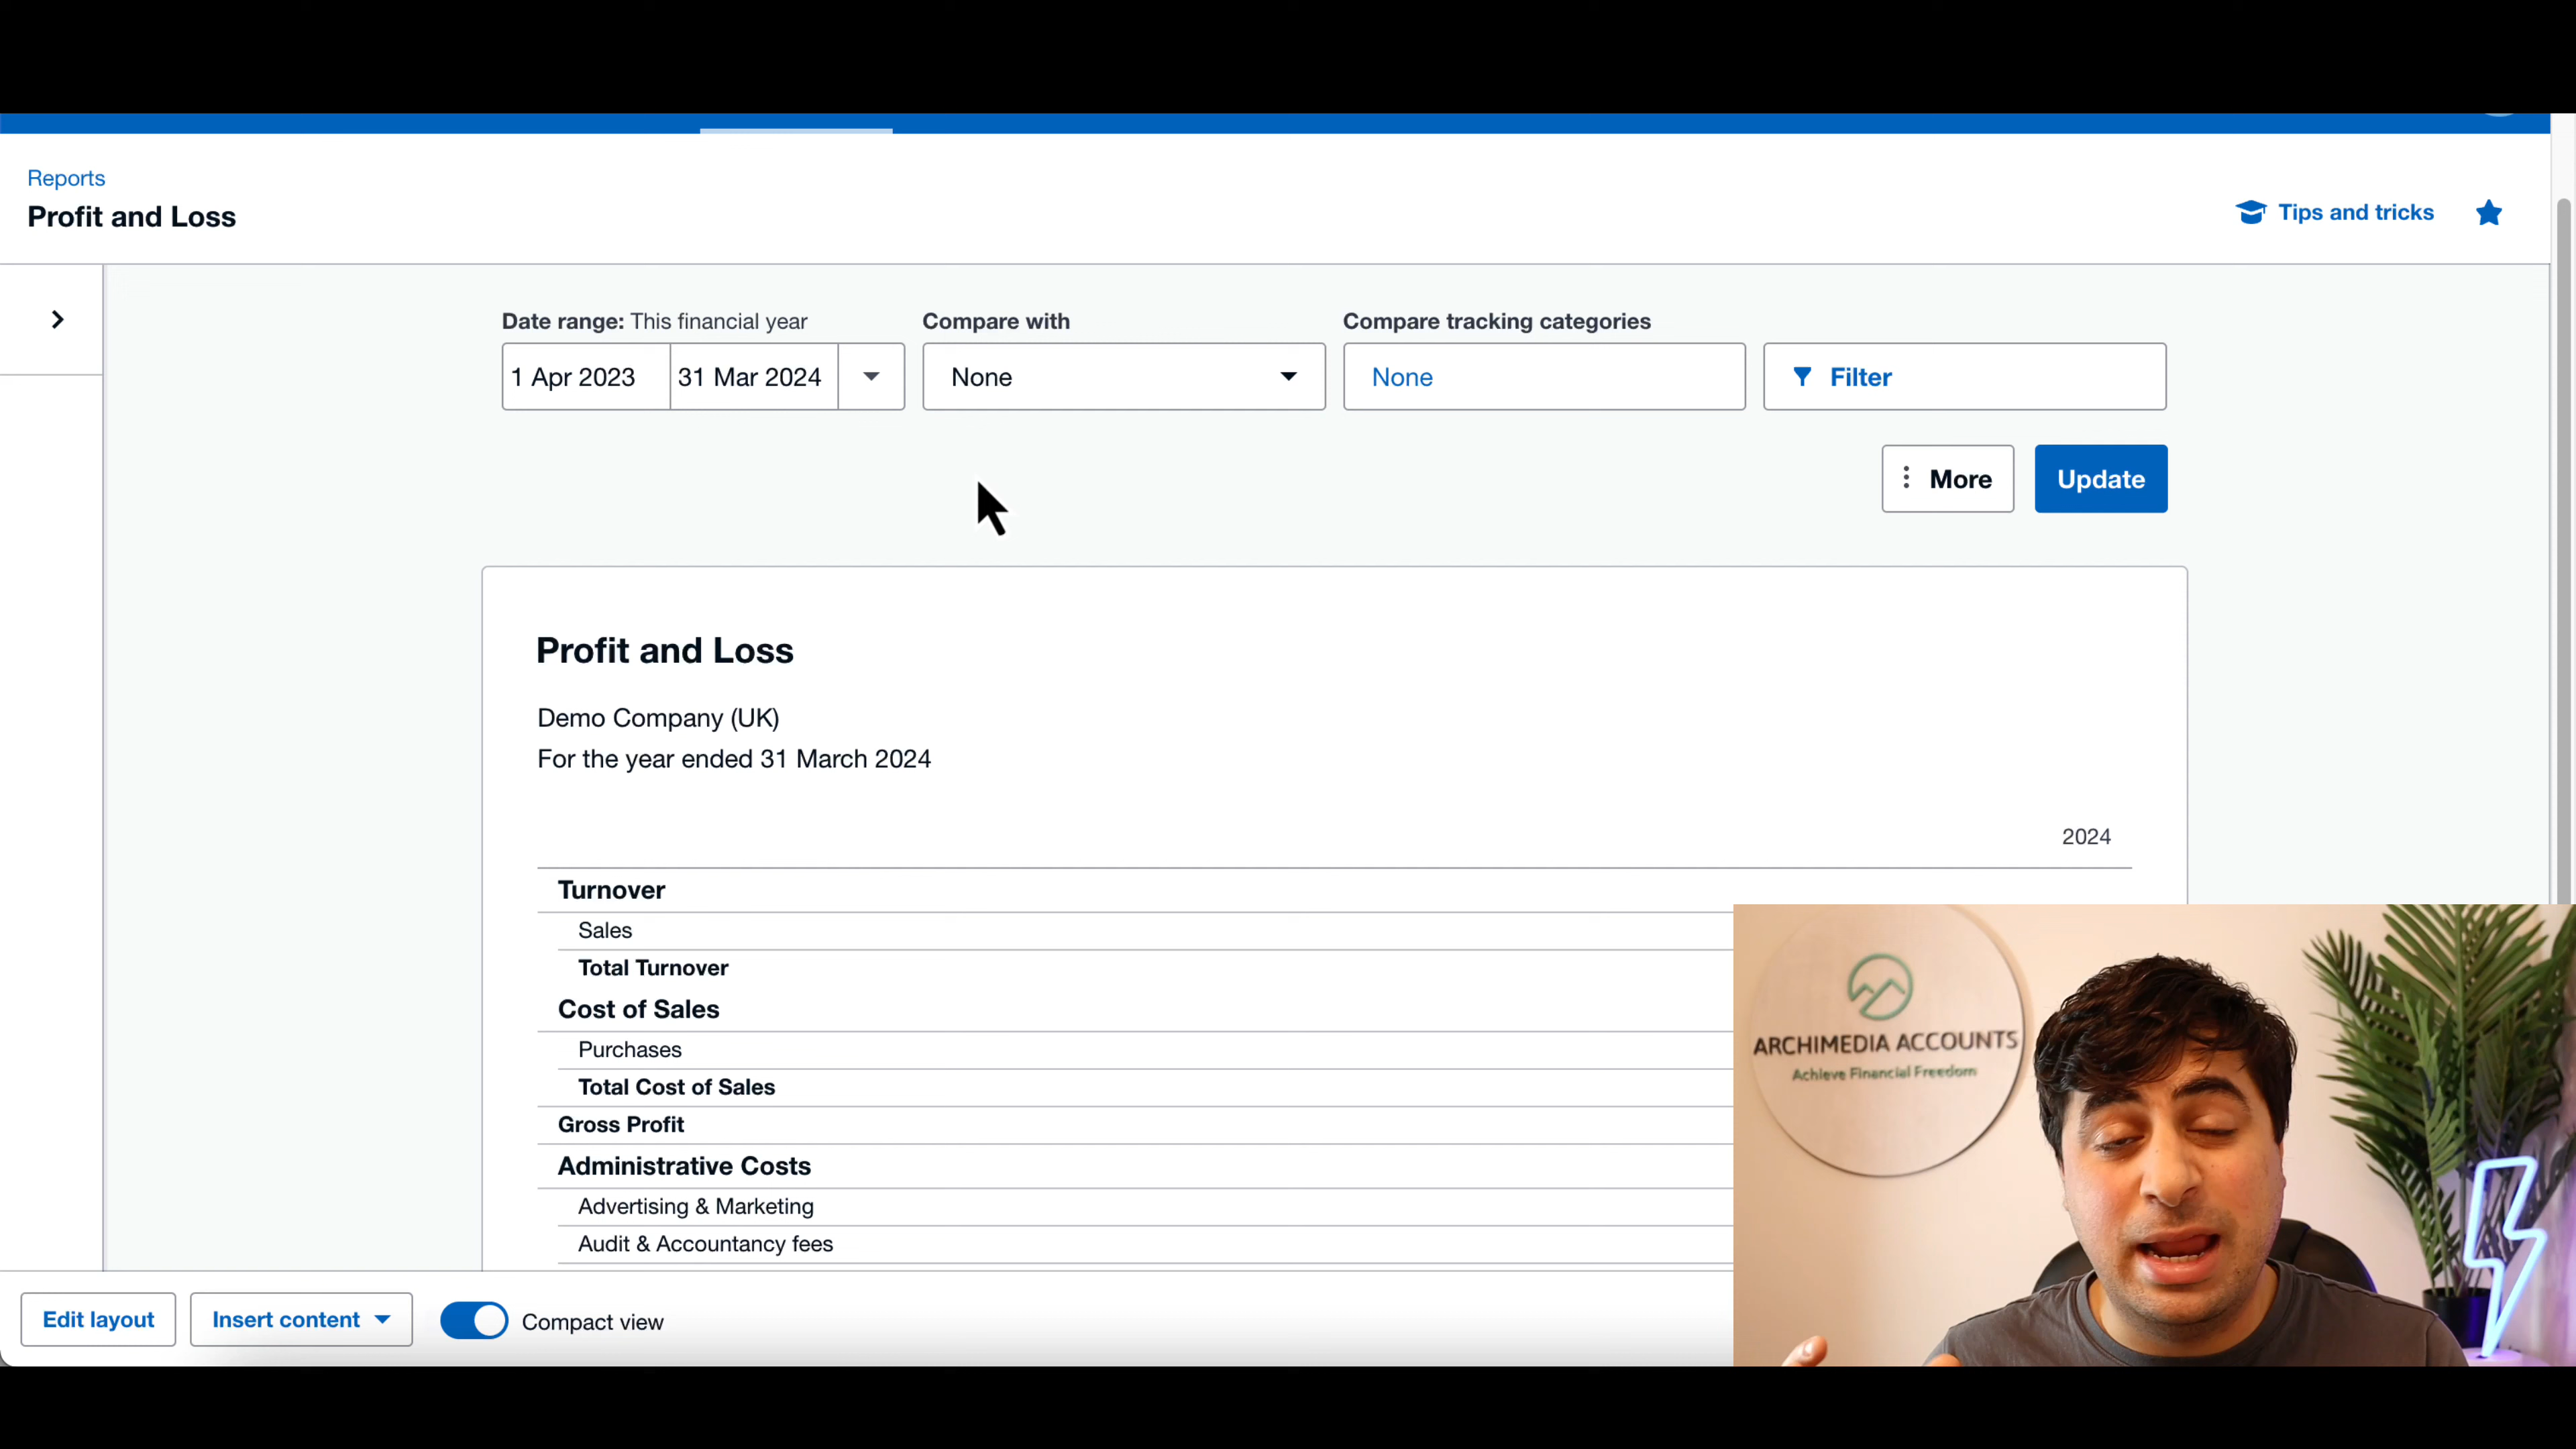 Reports
Profit and Loss
Tips and tricks
Date range: This financial year
Compare with
Compare tracking categories
1 Apr 2023
31 Mar 2024
None
None
Filter
More
Update
Profit and Loss
Demo Company (UK)
For the year ended 31 March 2024
2024
Turnover
Sales
Total Turnover
Cost of Sales
Purchases
Total Cost of Sales
Gross Profit
Administrative Costs
Advertising & Marketing
Audit & Accountancy fees
ARCHIMEDIA ACCOUNTS
Achieve Financial Freedom
Edit layout
Insert content
Compact view